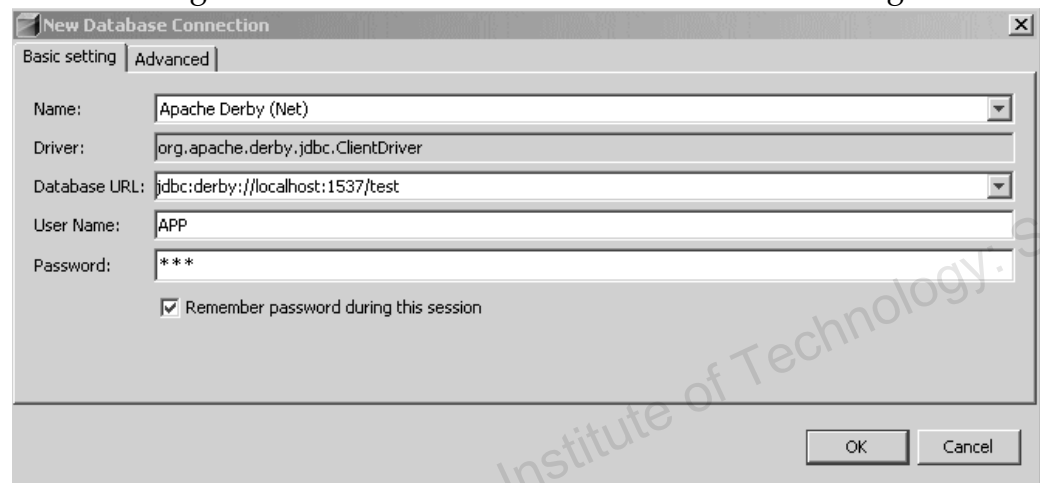 New Database Connection
Basic setting Advanced
Name: Apache Derby (Net)
Driver: org.apache.derby.jdbc.ClientDriver
Database URL: jdbc:derby://localhost:1537/test
User Name: APP
Password: ***
Remember password during this session
Institute of Technology: S
OK Cancel